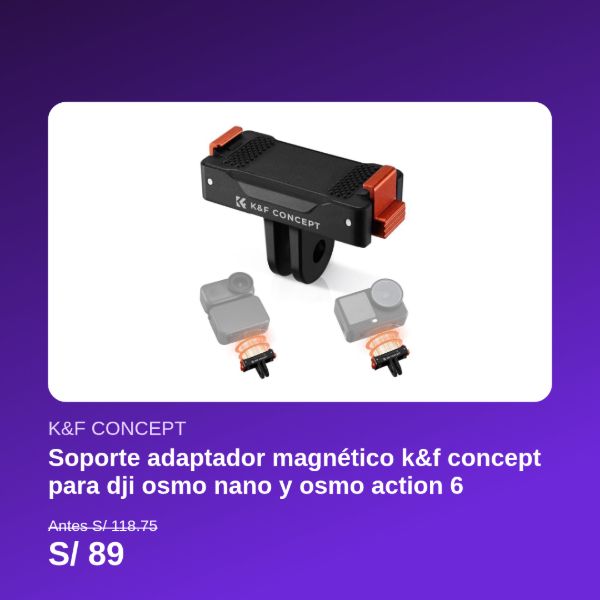 K&F CONCEPT
K&F CONCEPT
Soporte adaptador magnético k&f concept
para dji osmo nano y osmo action 6
Antes S/ 118.75
S/ 89